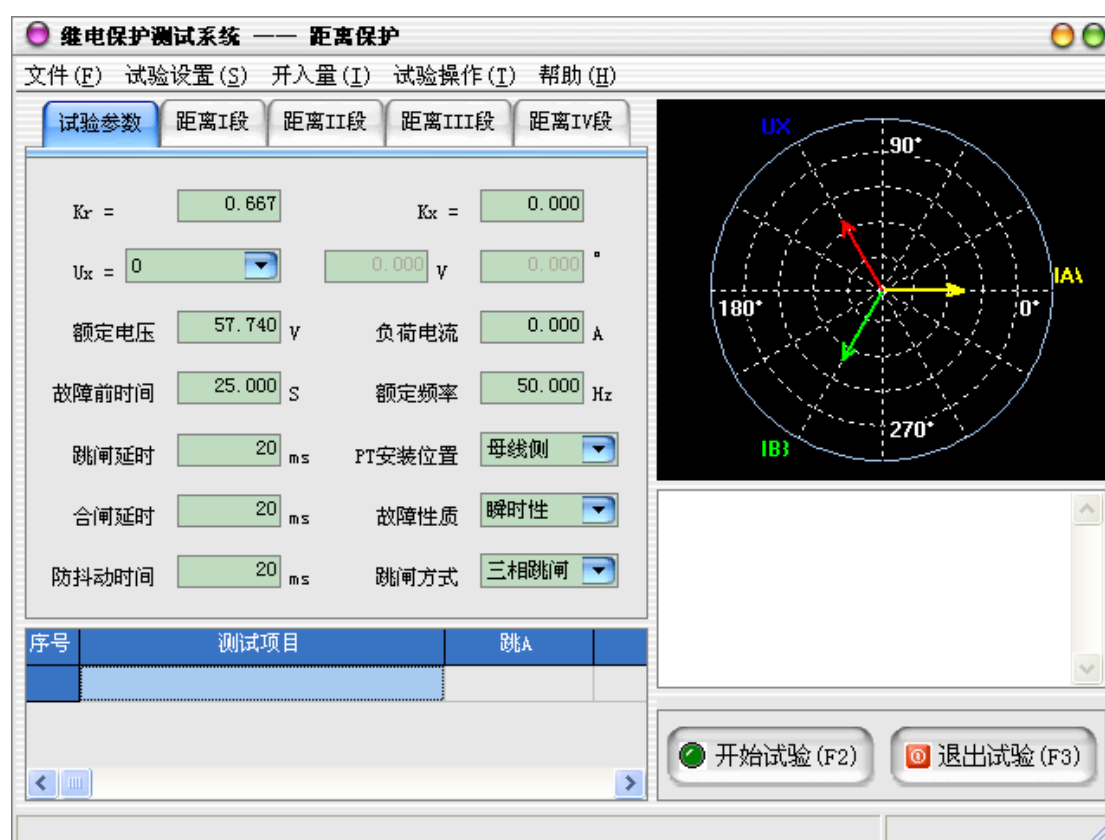 继电保护测试系统 —— 距离保护
文件(F) 试验设置(S) 开入量(I) 试验操作(T) 帮助(H)
试验参数 距离I段 距离II段 距离III段 距离IV段
Kr = 0.667 Kx = 0.000
Ux = 0 0.000 V 0.000 °
额定电压 57.740 V 负荷电流 0.000 A
故障前时间 25.000 S 额定频率 50.000 Hz
跳闸延时 20 ms PT安装位置 母线侧
合闸延时 20 ms 故障性质 瞬时性
防抖动时间 20 ms 跳闸方式 三相跳闸
序号 测试项目 跳A
UX
90°
180°
0°
270°
开始试验(F2) 退出试验(F3)